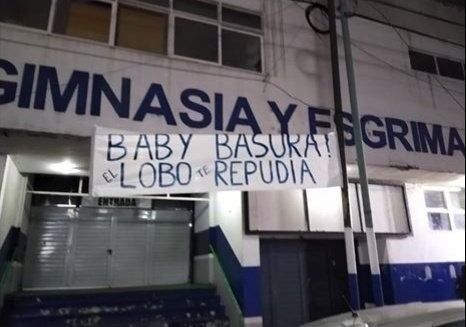 GIMNASIA Y ESGRIMA
BABY BASURA!
EL LOBO TE REPUDIA
ENTRADA